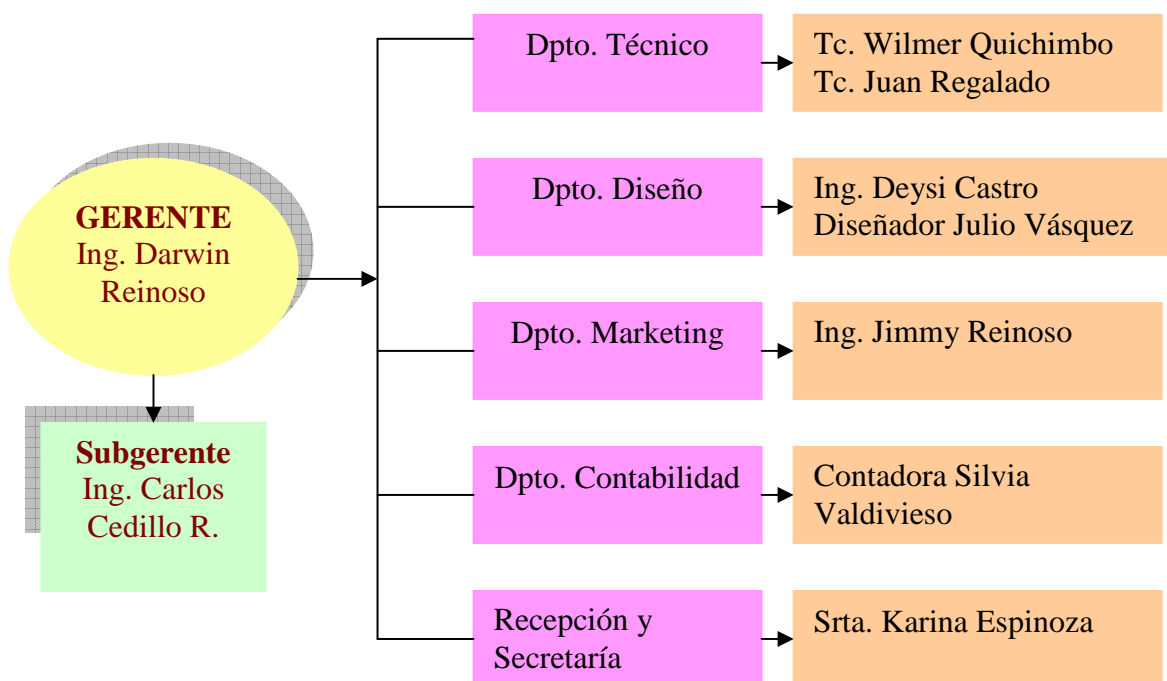 GERENTE
Ing. Darwin
Reinoso
Subgerente
Ing. Carlos
Cedillo R.
Dpto. Técnico
Tc. Wilmer Quichimbo
Tc. Juan Regalado
Dpto. Diseño
Ing. Deysi Castro
Diseñador Julio Vásquez
Dpto. Marketing
Ing. Jimmy Reinoso
Dpto. Contabilidad
Contadora Silvia
Valdivieso
Recepción y
Secretaría
Srta. Karina Espinoza